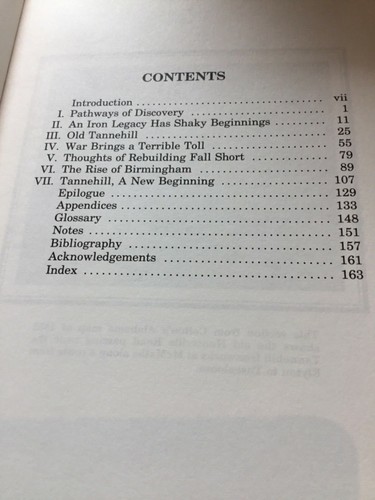 CONTENTS
Introduction .............................. vii
I. Pathways of Discovery ......................... 1
II. An Iron Legacy Has Shaky Beginnings ............ 11
III. Old Tannehill ................................. 25
IV. War Brings a Terrible Toll ..................... 55
V. Thoughts of Rebuilding Fall Short .............. 79
VI. The Rise of Birmingham ........................ 89
VII. Tannehill, A New Beginning .................... 107
Epilogue ..................................... 129
Appendices ................................... 133
Glossary ..................................... 148
Notes ........................................ 151
Bibliography ................................. 157
Acknowledgements ............................. 161
Index ........................................ 163